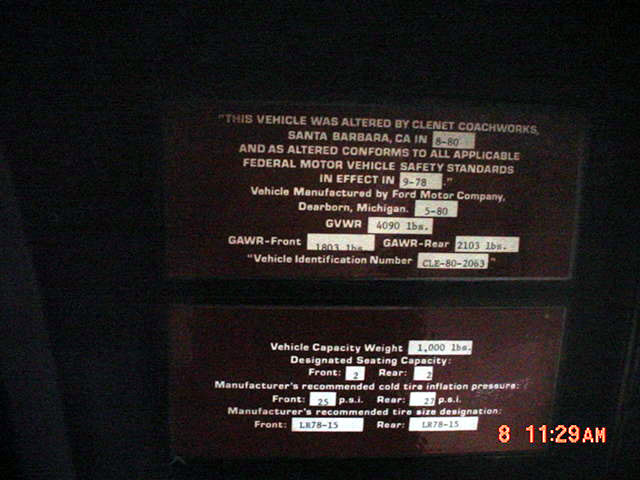 "THIS VEHICLE WAS ALTERED BY CLENET COACHWORKS,
SANTA BARBARA, CA IN 8-80
AND AS ALTERED CONFORMS TO ALL APPLICABLE
FEDERAL MOTOR VEHICLE SAFETY STANDARDS
IN EFFECT IN 9-78 ."
Vehicle Manufactured by Ford Motor Company,
Dearborn, Michigan. 5-80
GVWR 4090 lbs.
GAWR-Front 1803 lbs GAWR-Rear 2103 lbs.
"Vehicle Identification Number CLE-80-2063 "
Vehicle Capacity Weight 1,000 lbs.
Designated Seating Capacity:
Front: 2 Rear: 2
Manufacturer's recommended cold tire inflation pressure:
Front: 25 p.s.i. Rear: 27 p.s.i.
Manufacturer's recommended tire size designation:
Front: LR78-15 Rear: LR78-15
8 11:29AM